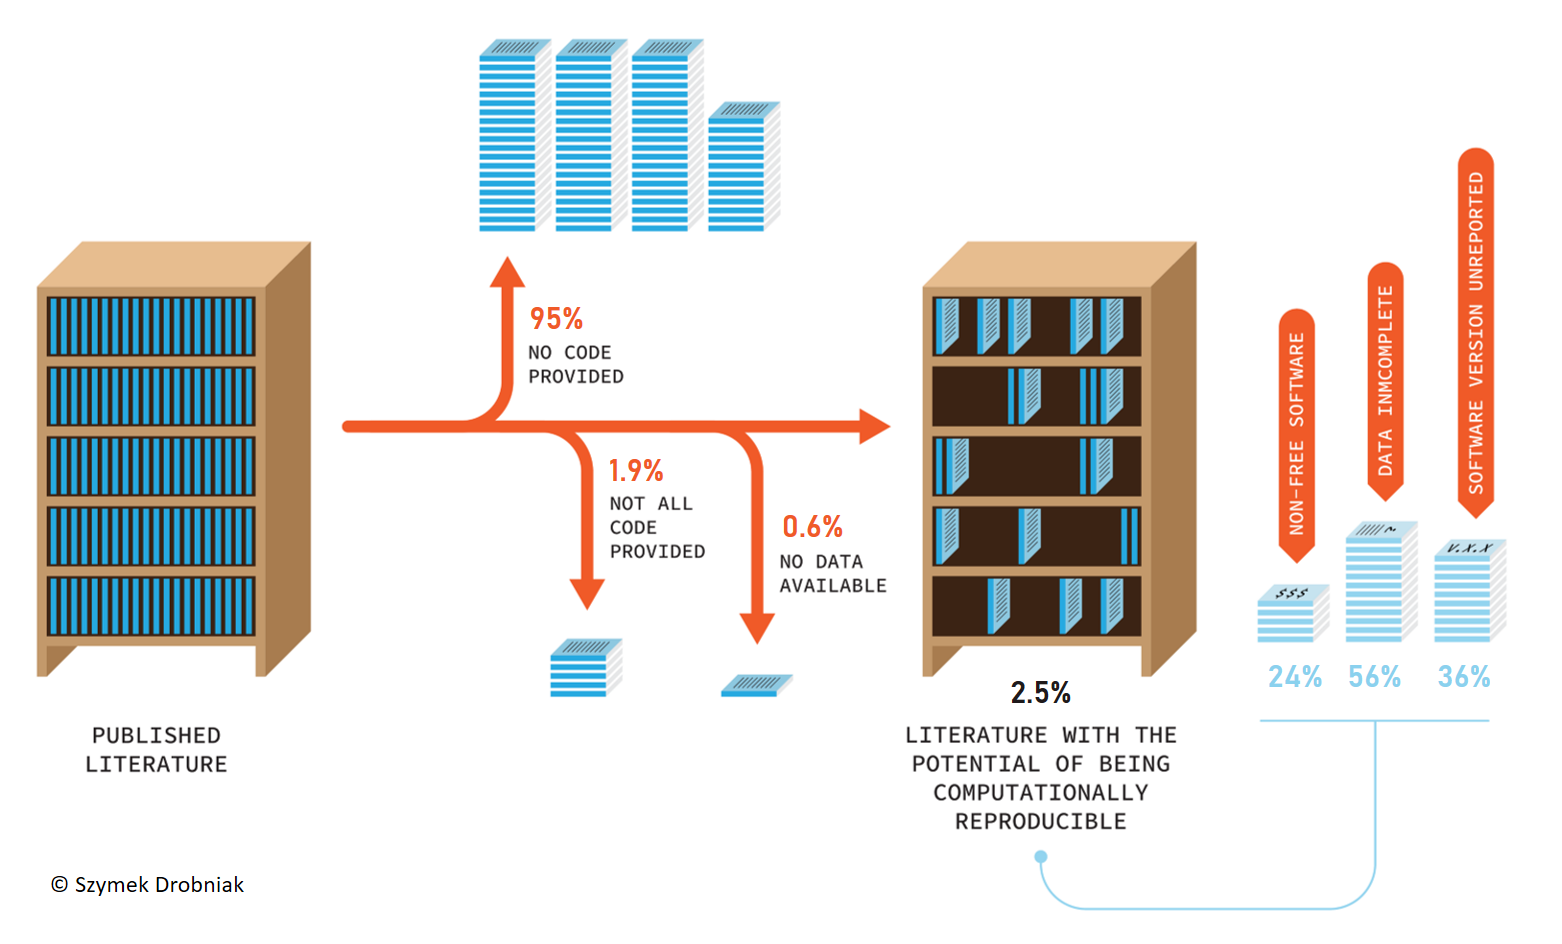 95%
NO CODE
PROVIDED
1.9%
NOT ALL
CODE
PROVIDED
0.6%
NO DATA
AVAILABLE
PUBLISHED
LITERATURE
2.5%
LITERATURE WITH THE
POTENTIAL OF BEING
COMPUTATIONALLY
REPRODUCIBLE
NON-FREE SOFTWARE
DATA INMCOMPLETE
SOFTWARE VERSION UNREPORTED
$$$
V.X.X
24%
56%
36%
© Szymek Drobniak